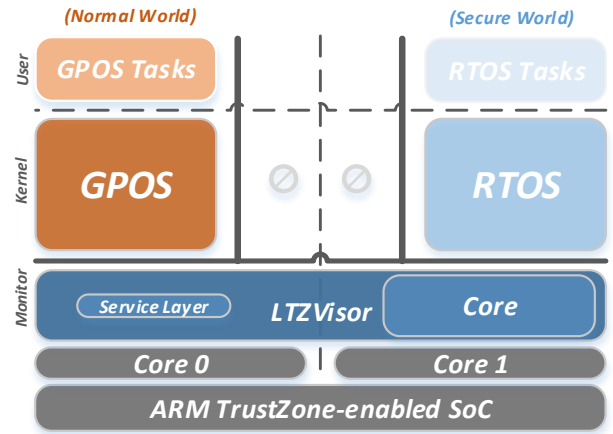 (Normal World)
(Secure World)
User
GPOS Tasks
RTOS Tasks
Kernel
GPOS
RTOS
Monitor
Service Layer
LTZVisor
Core
Core 0
Core 1
ARM TrustZone-enabled SoC